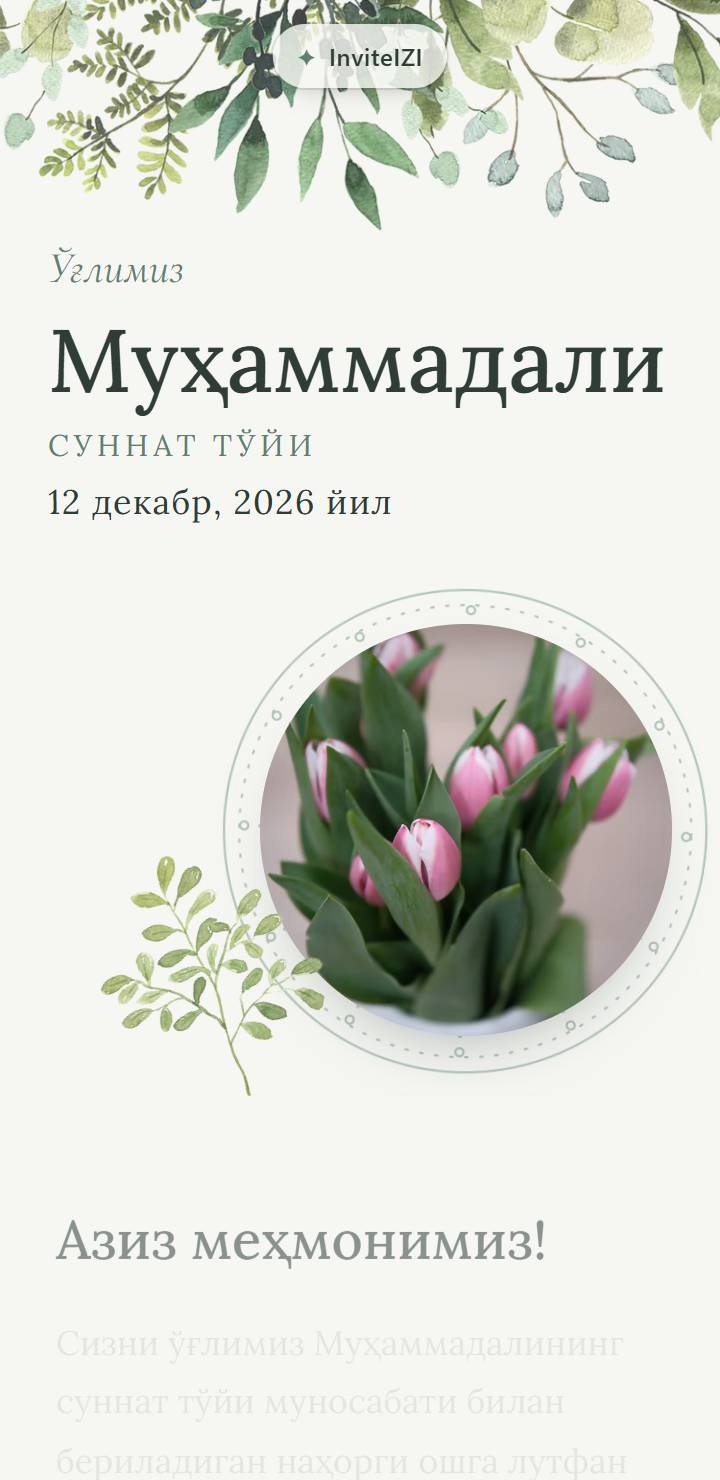 InviteIZI
Ўғлимиз
Муҳаммадали
СУННАТ ТЎЙИ
12 декабр, 2026 йил
Азиз меҳмонимиз!
Сизни ўғлимиз Муҳаммадалининг
суннат тўйи муносабати билан
бериладиган наҳорги ошга лутфан